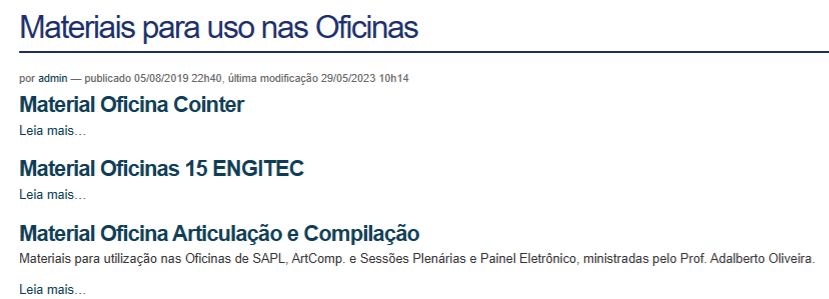 Materiais para uso nas Oficinas
por admin — publicado 05/08/2019 22h40, última modificação 29/05/2023 10h14
Material Oficina Cointer
Leia mais…
Material Oficinas 15 ENGITEC
Leia mais…
Material Oficina Articulação e Compilação
Materiais para utilização nas Oficinas de SAPL, ArtComp. e Sessões Plenárias e Painel Eletrônico, ministradas pelo Prof. Adalberto Oliveira.
Leia mais…